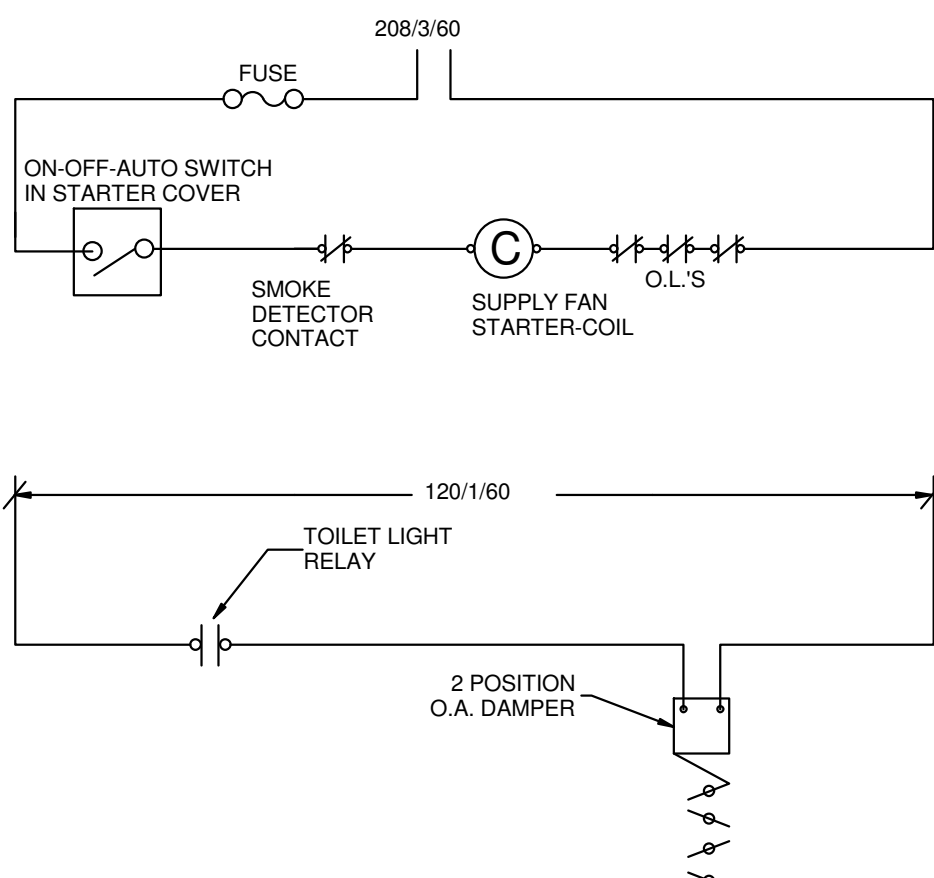 208/3/60
FUSE
ON-OFF-AUTO SWITCH
IN STARTER COVER
C
O.L.'S
SMOKE
DETECTOR
CONTACT
SUPPLY FAN
STARTER-COIL
120/1/60
TOILET LIGHT
RELAY
2 POSITION
O.A. DAMPER